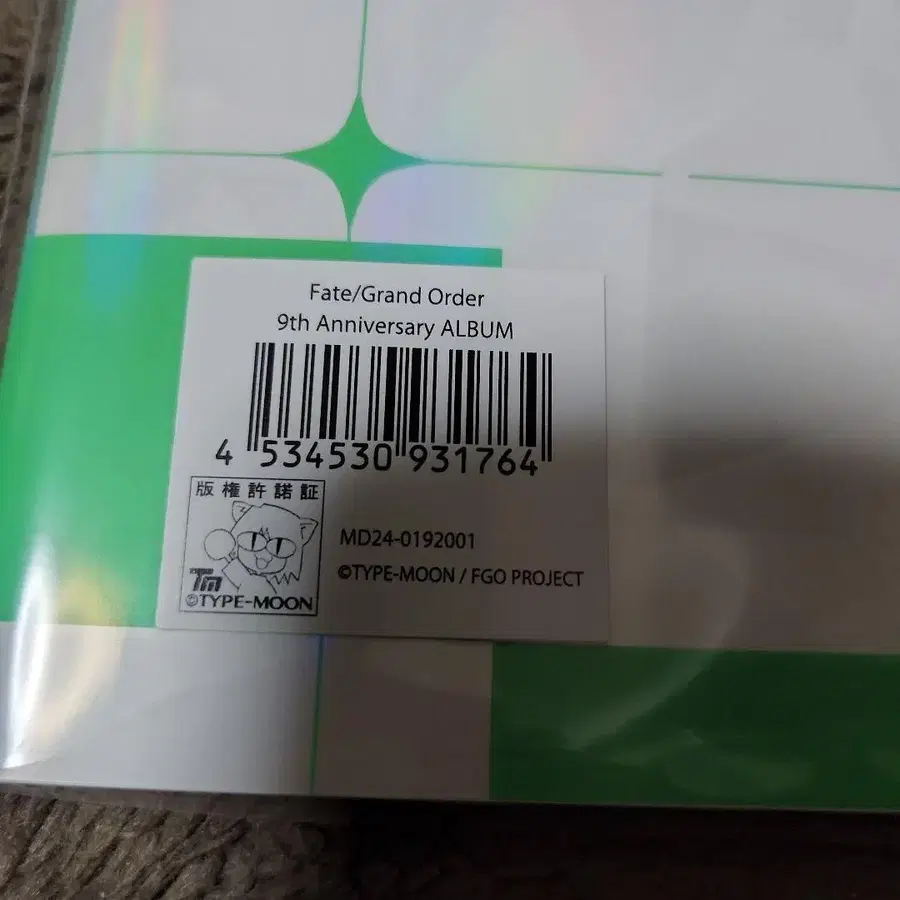 Fate/Grand Order
9th Anniversary ALBUM
4 534530 931764
版権許諾証
TM
©TYPE-MOON
MD24-0192001
©TYPE-MOON / FGO PROJECT